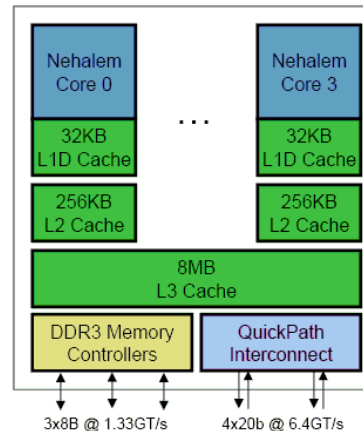 Nehalem
Core 0
Nehalem
Core 3
. . .
32KB
L1D Cache
32KB
L1D Cache
256KB
L2 Cache
256KB
L2 Cache
8MB
L3 Cache
DDR3 Memory
Controllers
QuickPath
Interconnect
3x8B @ 1.33GT/s
4x20b @ 6.4GT/s